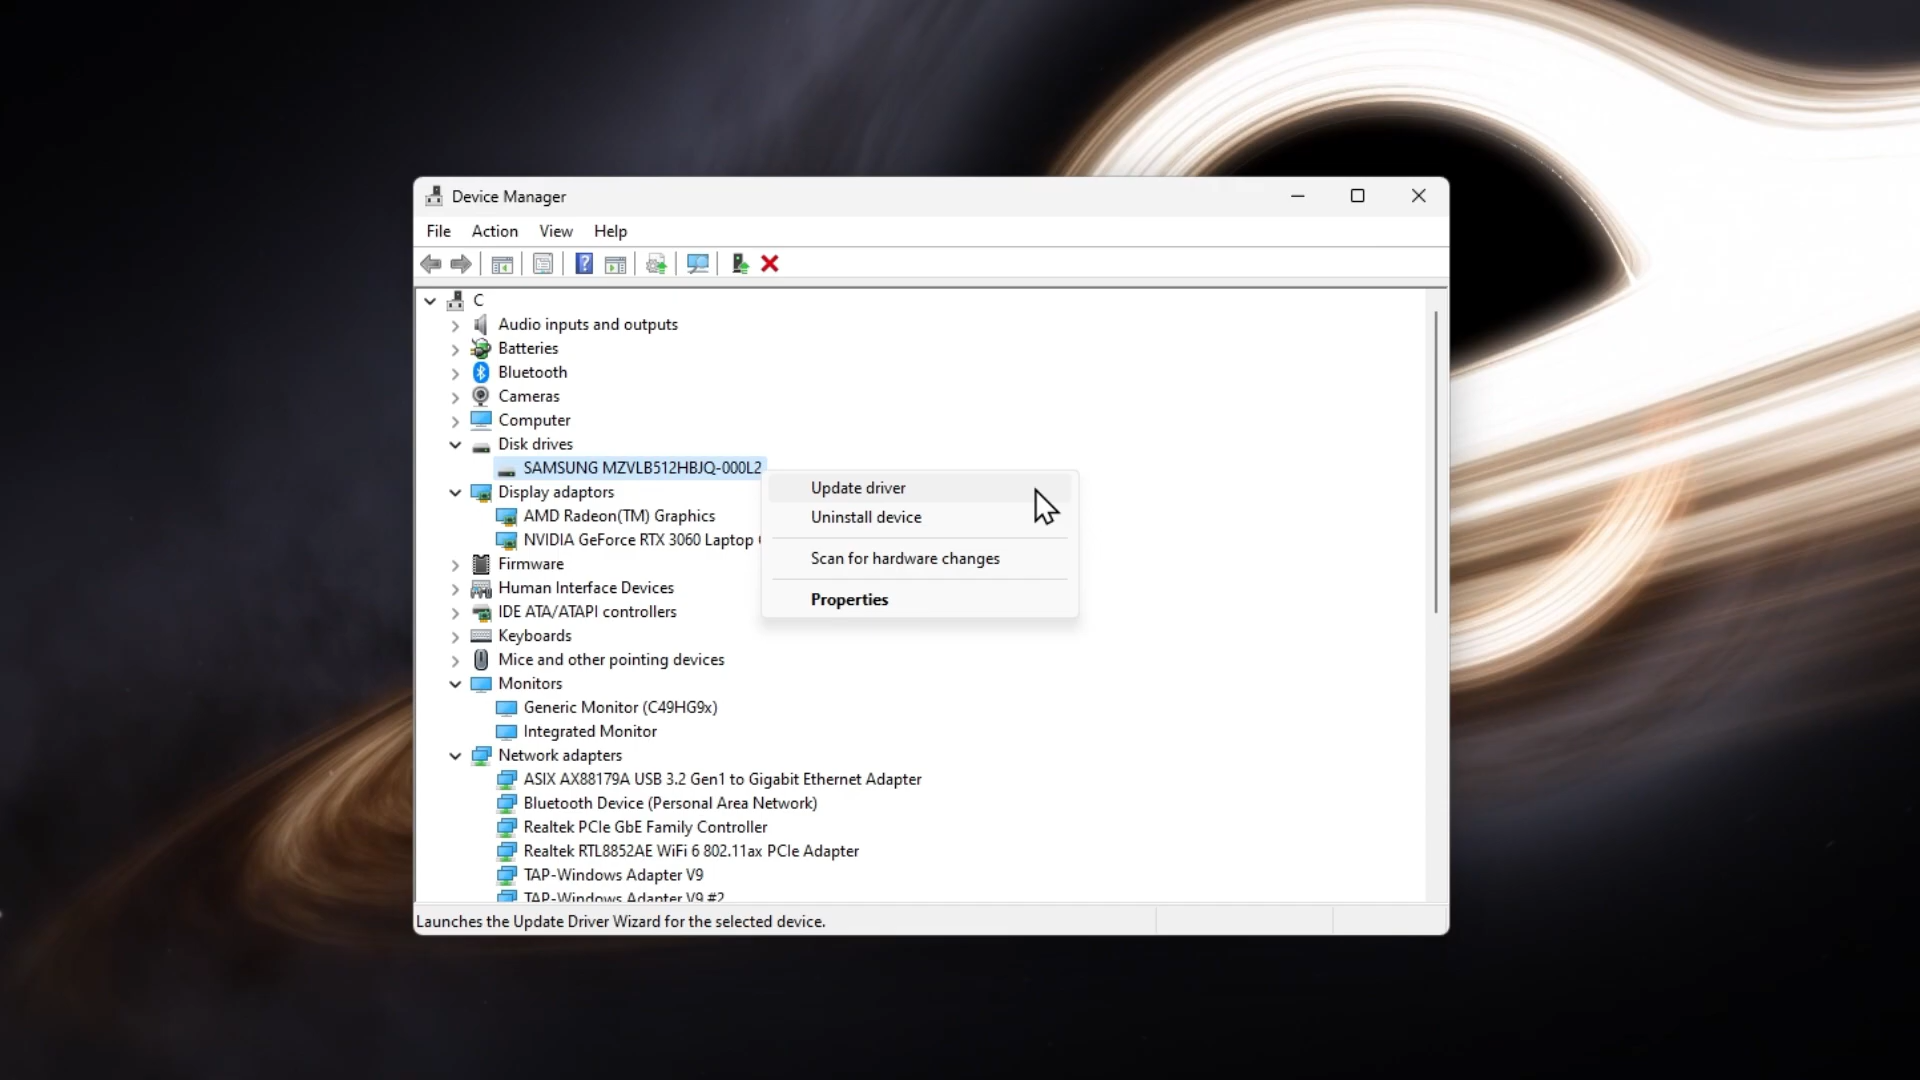 Device Manager
File Action View Help
C
Audio inputs and outputs
Batteries
Bluetooth
Cameras
Computer
Disk drives
SAMSUNG MZVLB512HBJQ-000L2
Update driver
Uninstall device
Scan for hardware changes
Properties
Display adaptors
AMD Radeon(TM) Graphics
NVIDIA GeForce RTX 3060 Laptop
Firmware
Human Interface Devices
IDE ATA/ATAPI controllers
Keyboards
Mice and other pointing devices
Monitors
Generic Monitor (C49HG9x)
Integrated Monitor
Network adapters
ASIX AX88179A USB 3.2 Gen1 to Gigabit Ethernet Adapter
Bluetooth Device (Personal Area Network)
Realtek PCIe GbE Family Controller
Realtek RTL8852AE WiFi 6 802.11ax PCIe Adapter
TAP-Windows Adapter V9
TAP-Windows Adapter V9 #2
Launches the Update Driver Wizard for the selected device.